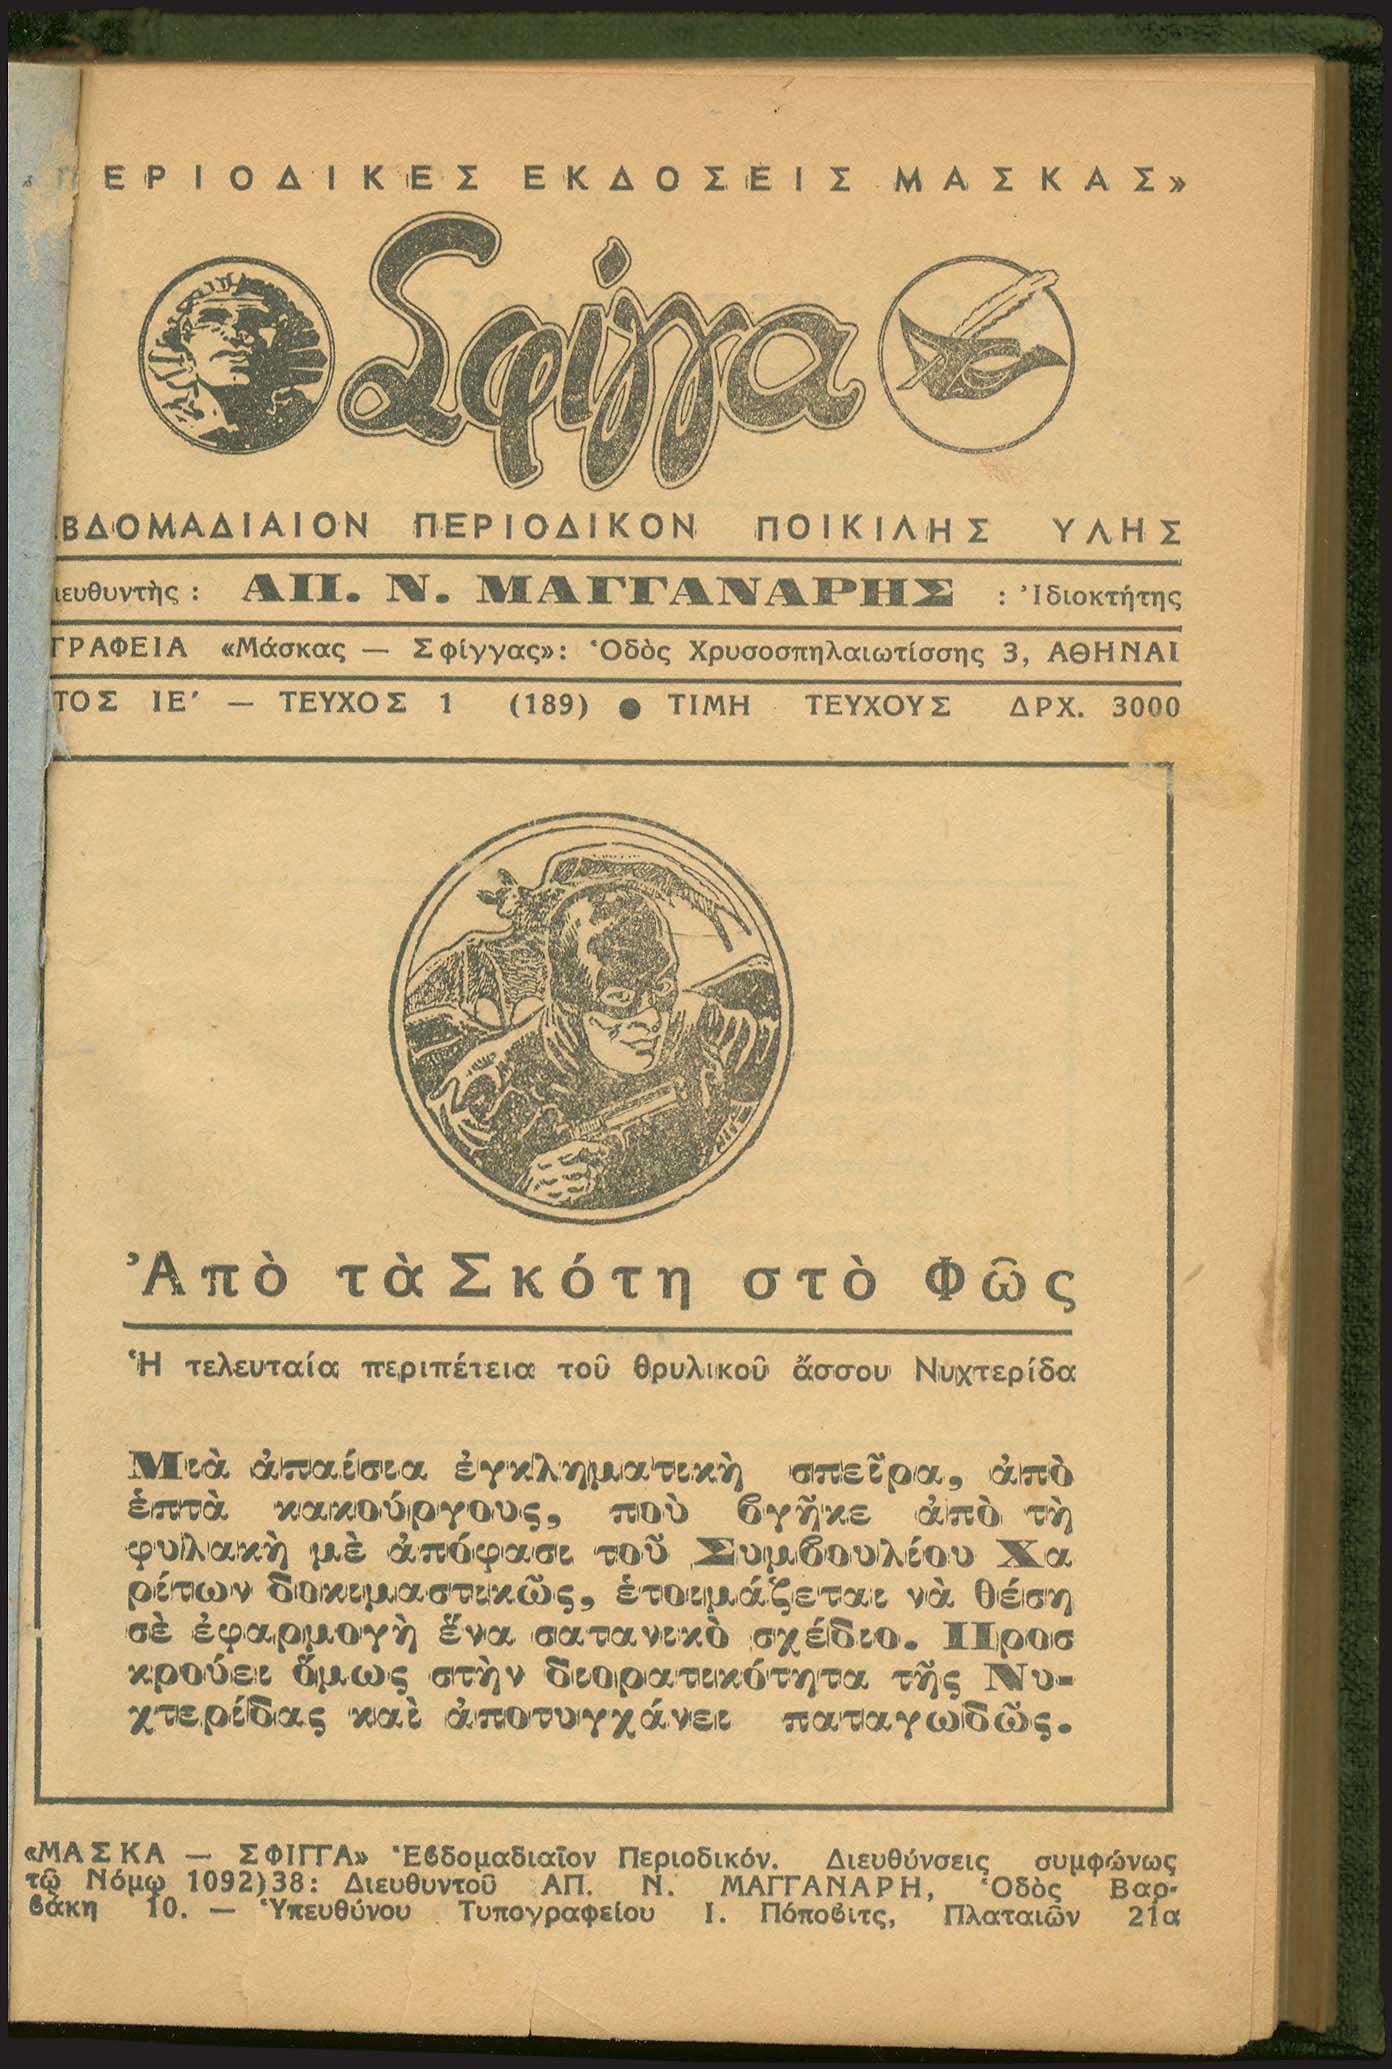 ΕΡΙΟΔΙΚΕΣ ΕΚΔΟΣΕΙΣ ΜΑΣΚΑΣ»
Σφίγγα
ΒΔΟΜΑΔΙΑΙΟΝ ΠΕΡΙΟΔΙΚΟΝ ΠΟΙΚΙΛΗΣ ΥΛΗΣ
ιευθυντὴς : ΑΠ. Ν. ΜΑΓΓΑΝΑΡΗΣ : Ἰδιοκτήτης
ΓΡΑΦΕΙΑ «Μάσκας — Σφίγγας»: Ὁδὸς Χρυσοσπηλαιωτίσσης 3, ΑΘΗΝΑΙ
ΤΟΣ ΙΕ′ — ΤΕΥΧΟΣ 1 (189) ● ΤΙΜΗ ΤΕΥΧΟΥΣ ΔΡΧ. 3000
Ἀπὸ τὰ Σκότη στὸ Φῶς
Ἡ τελευταία περιπέτεια τοῦ θρυλικοῦ ἄσσου Νυχτερίδα
Μιὰ ἀπαίσια ἐγκληματικὴ σπεῖρα, ἀπὸ
ἑπτὰ κακούργους, ποὺ βγῆκε ἀπὸ τὴ
φυλακὴ μὲ ἀπόφασι τοῦ Συμβουλίου Χα
ρίτων δοκιμαστικῶς, ἑτοιμάζεται νὰ θέση
σὲ ἐφαρμογὴ ἕνα σατανικὸ σχέδιο. Προσ
κρούει ὅμως στὴν διορατικότητα τῆς Νυ-
χτερίδας καὶ ἀποτυγχάνει παταγωδῶς.
«ΜΑΣΚΑ — ΣΦΙΓΓΑ» Ἑβδομαδιαῖον Περιοδικόν. Διευθύνσεις συμφώνως
τῷ Νόμῳ 1092)38: Διευθυντοῦ ΑΠ. Ν. ΜΑΓΓΑΝΑΡΗ, Ὁδὸς Βαρ-
βάκη 10. — Ὑπευθύνου Τυπογραφείου Ι. Πόποβιτς, Πλαταιῶν 21α